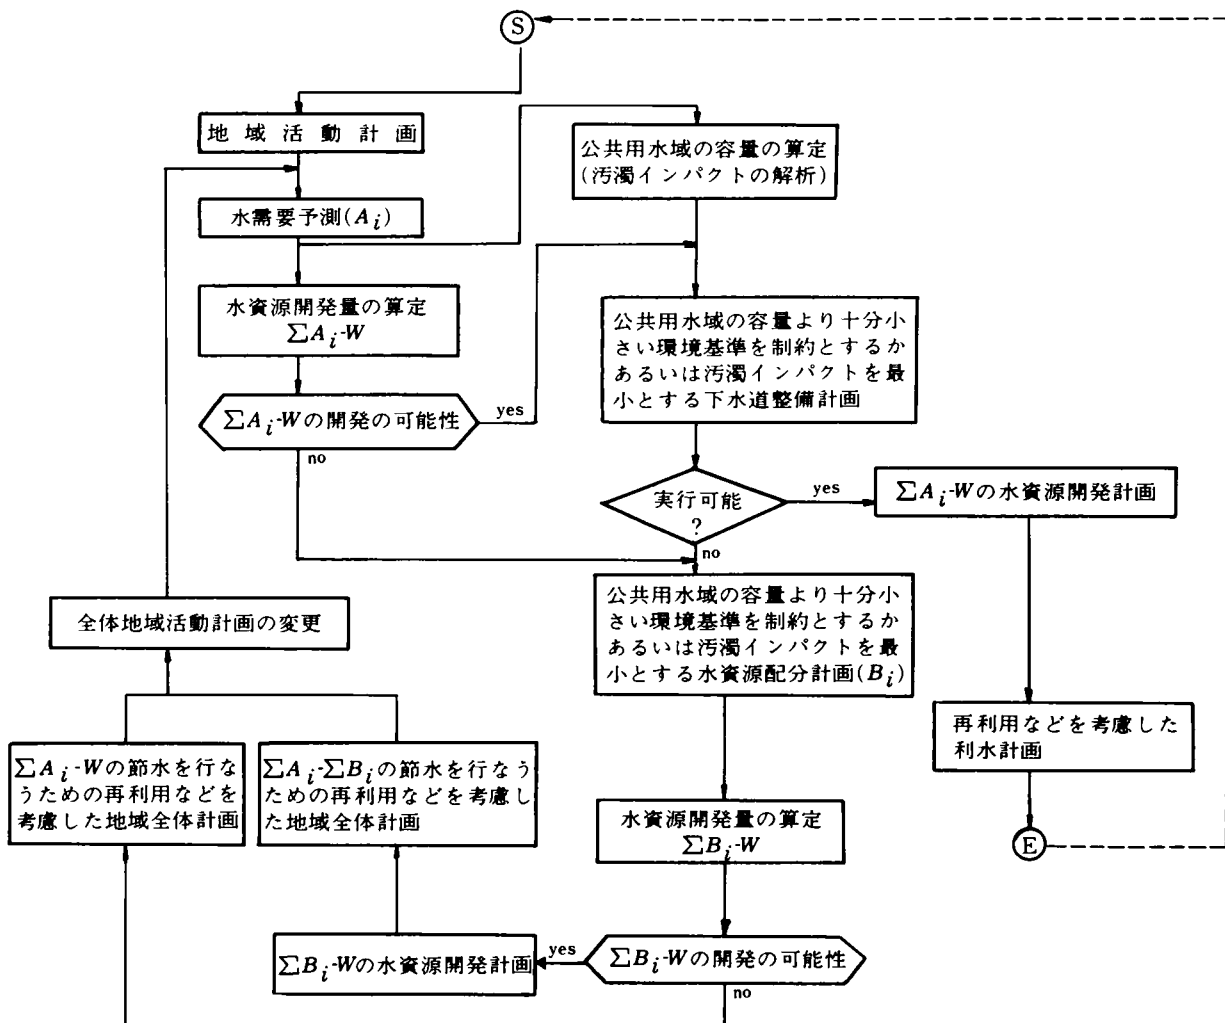 S
地域活動計画
水需要予測(Ai)
水資源開発量の算定
∑Ai-W
∑Ai-Wの開発の可能性
yes
no
公共用水域の容量の算定
(汚濁インパクトの解析)
公共用水域の容量より十分小
さい環境基準を制約とするか
あるいは汚濁インパクトを最
小とする下水道整備計画
実行可能
?
yes
no
∑Ai-Wの水資源開発計画
再利用などを考慮した
利水計画
E
公共用水域の容量より十分小
さい環境基準を制約とするか
あるいは汚濁インパクトを最
小とする水資源配分計画(Bi)
水資源開発量の算定
∑Bi-W
∑Bi-Wの開発の可能性
yes
no
∑Bi-Wの水資源開発計画
∑Ai-∑Biの節水を行なう
ための再利用などを考慮し
た地域全体計画
∑Ai-Wの節水を行な
うための再利用などを
考慮した地域全体計画
全体地域活動計画の変更